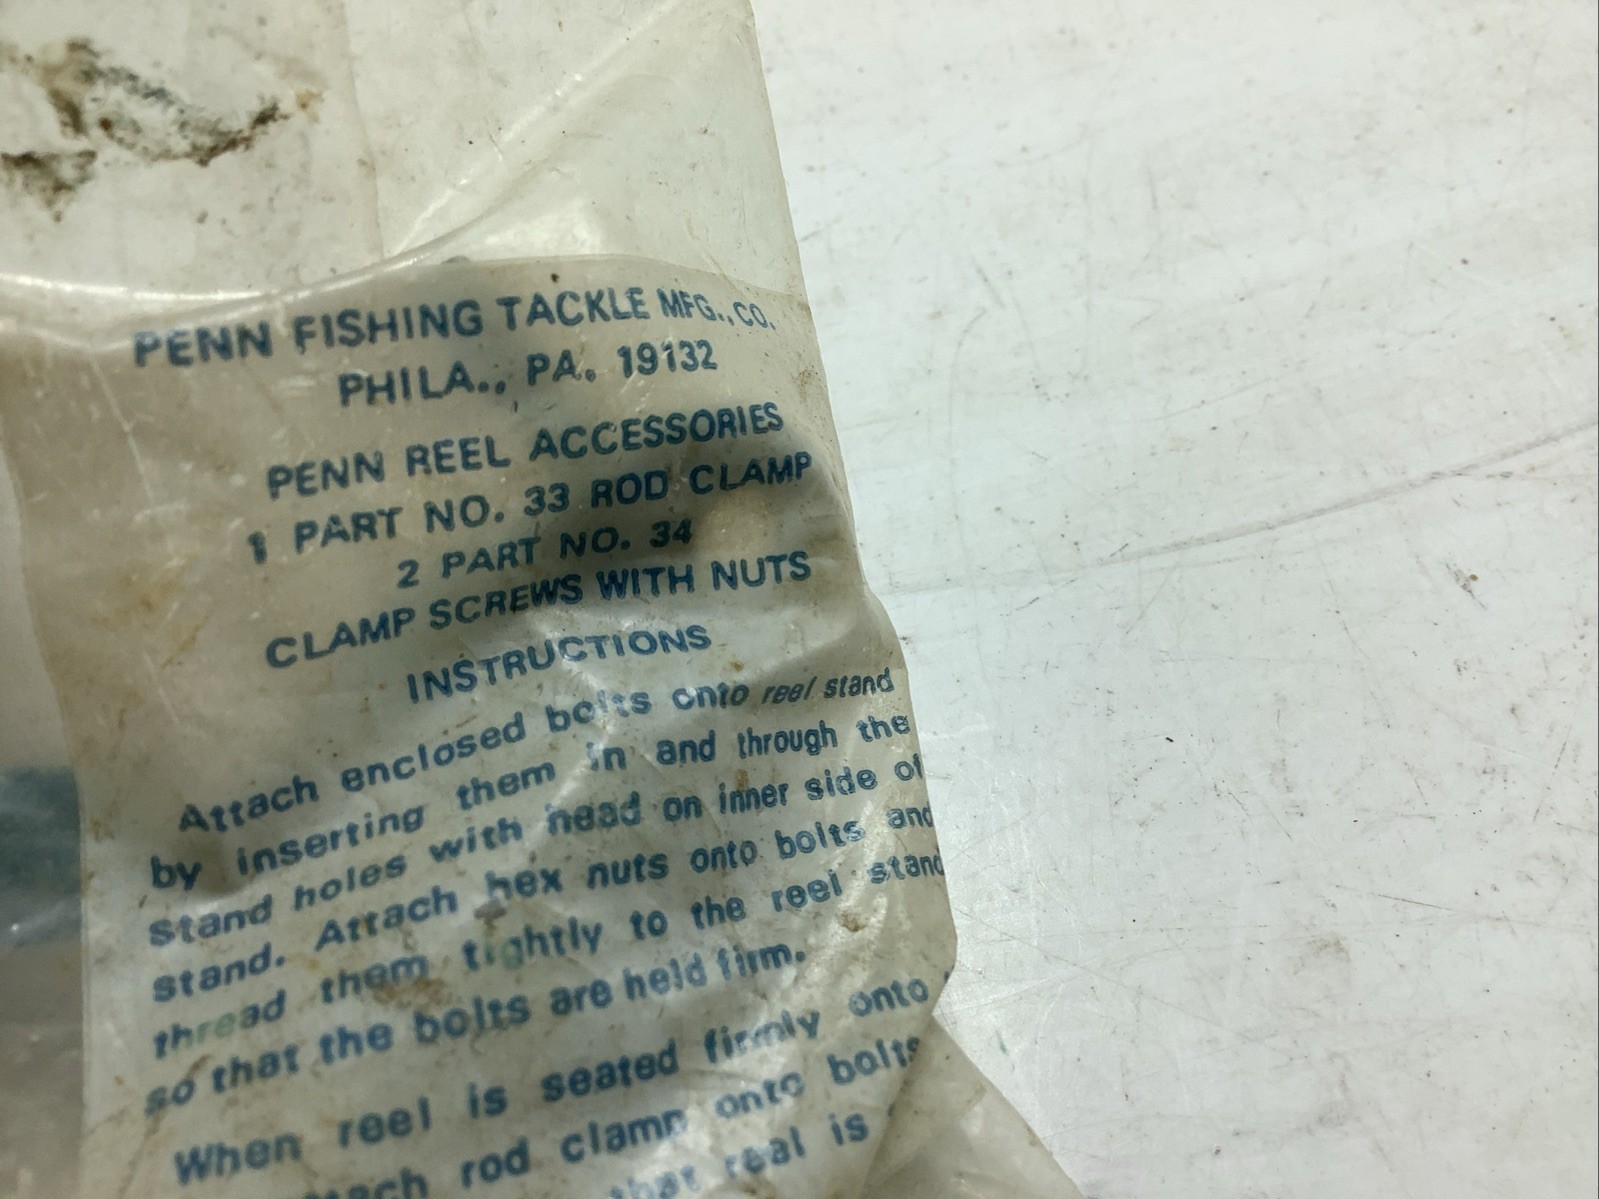 PENN FISHING TACKLE MFG., CO.
PHILA., PA. 19132
PENN REEL ACCESSORIES
1 PART NO. 33 ROD CLAMP
2 PART NO. 34
CLAMP SCREWS WITH NUTS
INSTRUCTIONS
Attach enclosed bolts onto reel stand
by inserting them in and through the
stand holes with head on inner side of
stand. Attach hex nuts onto bolts and
thread them tightly to the reel stand
so that the bolts are held firm.
When reel is seated firmly onto
rod clamp onto bolts
that real is